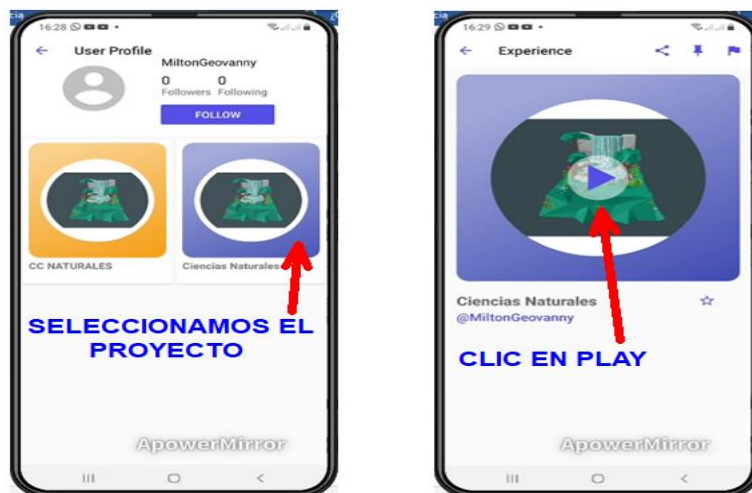 16:28
User Profile
MiltonGeovanny
0 0
Followers Following
FOLLOW
CC NATURALES
Ciencias Naturales
SELECCIONAMOS EL
PROYECTO
ApowerMirror
16:29
Experience
Ciencias Naturales
@MiltonGeovanny
CLIC EN PLAY
ApowerMirror